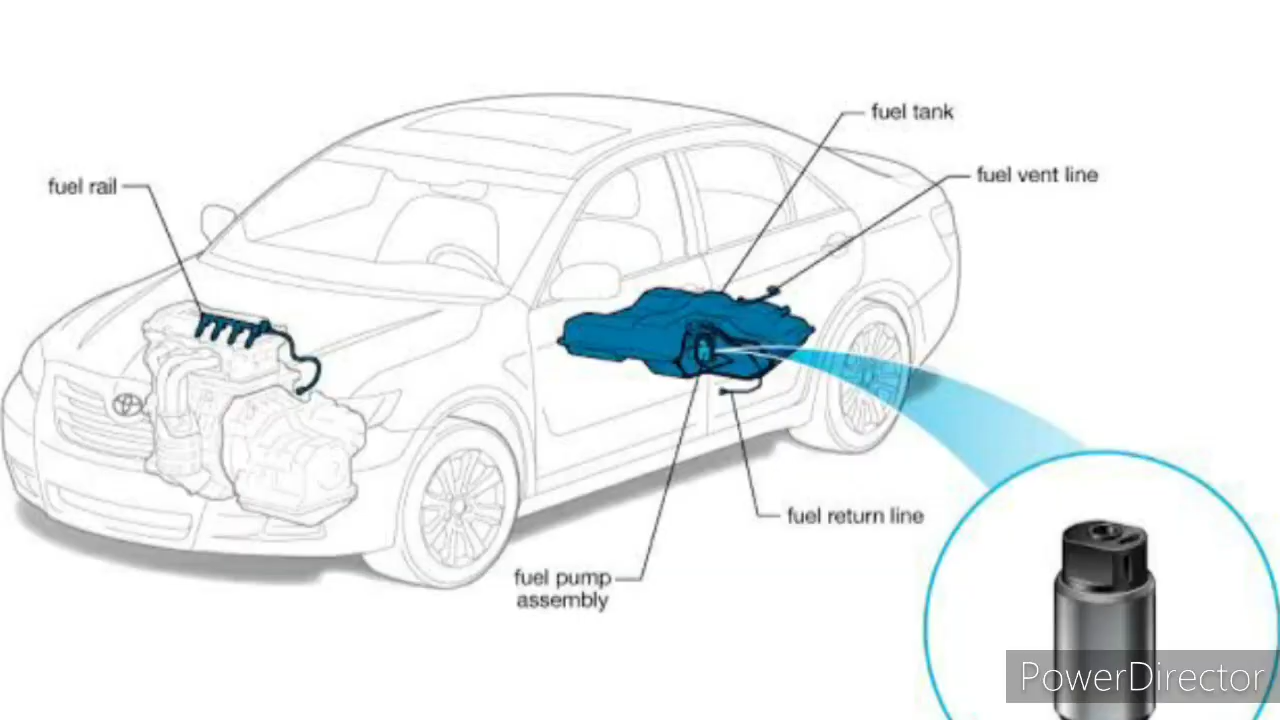 fuel tank
fuel vent line
fuel rail
fuel return line
fuel pump
assembly
PowerDirector